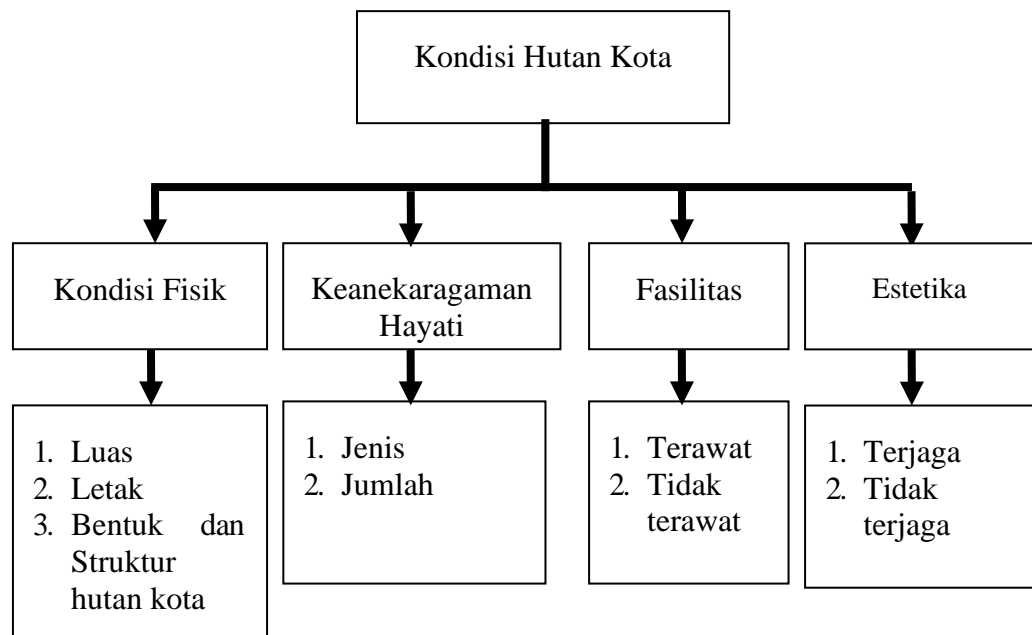 Kondisi Hutan Kota
Kondisi Fisik
Keanekaragaman
Hayati
Fasilitas
Estetika
1. Luas
2. Letak
3. Bentuk dan
Struktur
hutan kota
1. Jenis
2. Jumlah
1. Terawat
2. Tidak
terawat
1. Terjaga
2. Tidak
terjaga